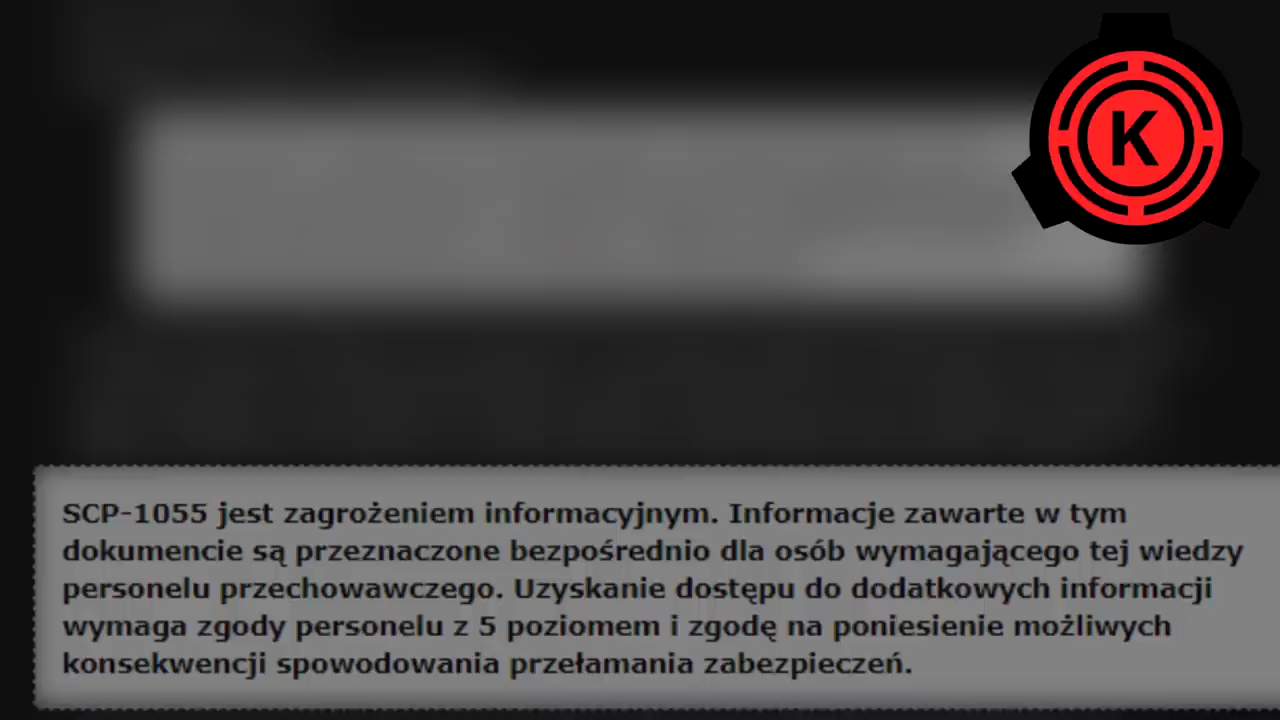 K
SCP-1055 jest zagrożeniem informacyjnym. Informacje zawarte w tym
dokumencie są przeznaczone bezpośrednio dla osób wymagającego tej wiedzy
personelu przechowawczego. Uzyskanie dostępu do dodatkowych informacji
wymaga zgody personelu z 5 poziomem i zgodę na poniesienie możliwych
konsekwencji spowodowania przełamania zabezpieczeń.